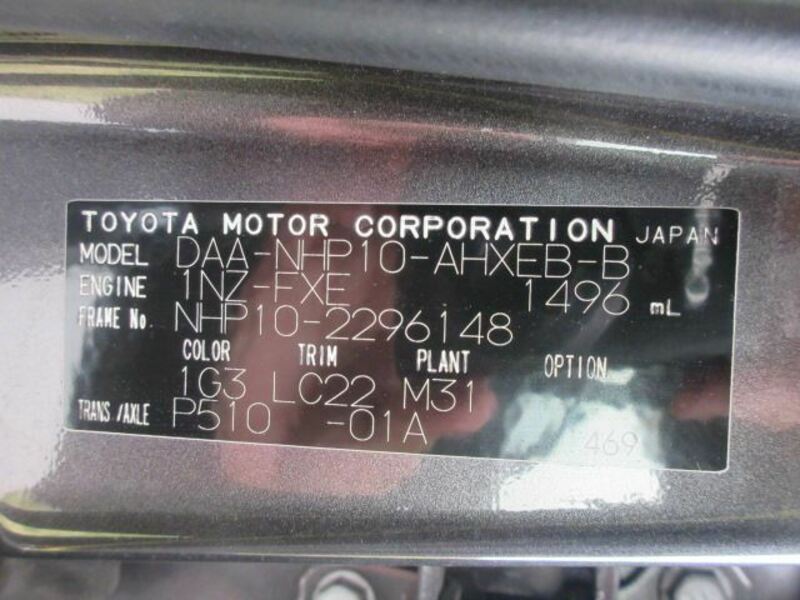 TOYOTA MOTOR CORPORATION JAPAN
MODEL DAA-NHP10-AHXEB-B
ENGINE 1NZ-FXE 1496 mL
FRAME No NHP10-2296148
COLOR TRIM PLANT OPTION
1G3 LC22 M31
TRANS/AXLE P510 -01A
469